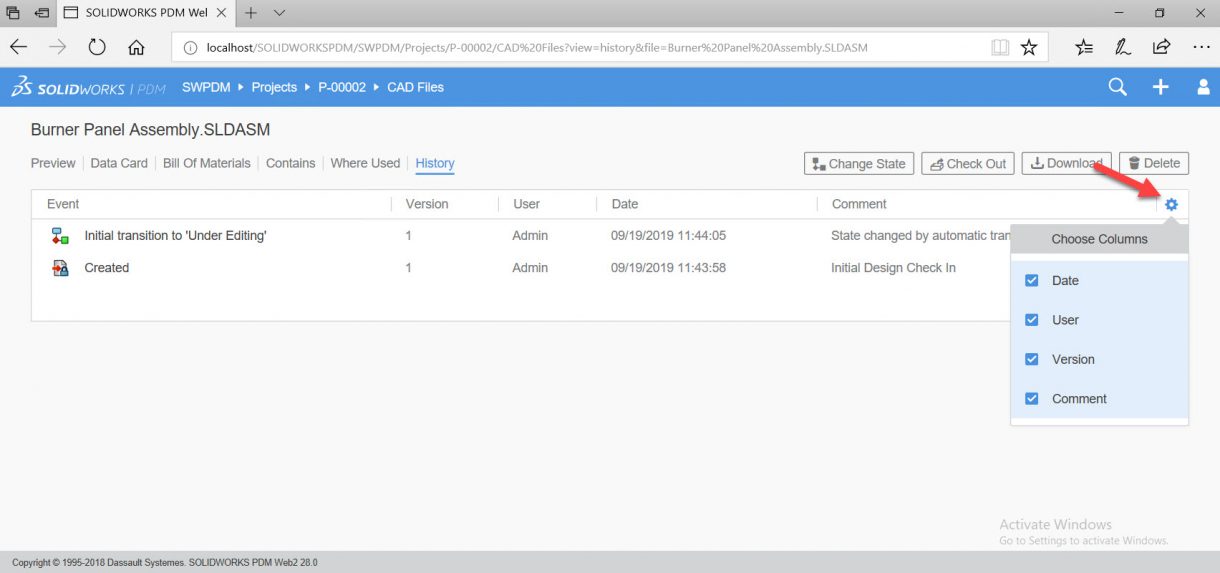 SOLIDWORKS PDM Wel
localhost/SOLIDWORKSPDM/SWPDM/Projects/P-00002/CAD%20Files?view=history&file=Burner%20Panel%20Assembly.SLDASM
SOLIDWORKS | PDM SWPDM Projects P-00002 CAD Files
Burner Panel Assembly.SLDASM
Preview Data Card Bill Of Materials Contains Where Used History Change State Check Out Download Delete
Event Version User Date Comment
Initial transition to 'Under Editing' 1 Admin 09/19/2019 11:44:05 State changed by automatic tran
Created 1 Admin 09/19/2019 11:43:58 Initial Design Check In
Choose Columns
Date
User
Version
Comment
Activate Windows
Go to Settings to activate Windows.
Copyright © 1995-2018 Dassault Systemes. SOLIDWORKS PDM Web2 28.0